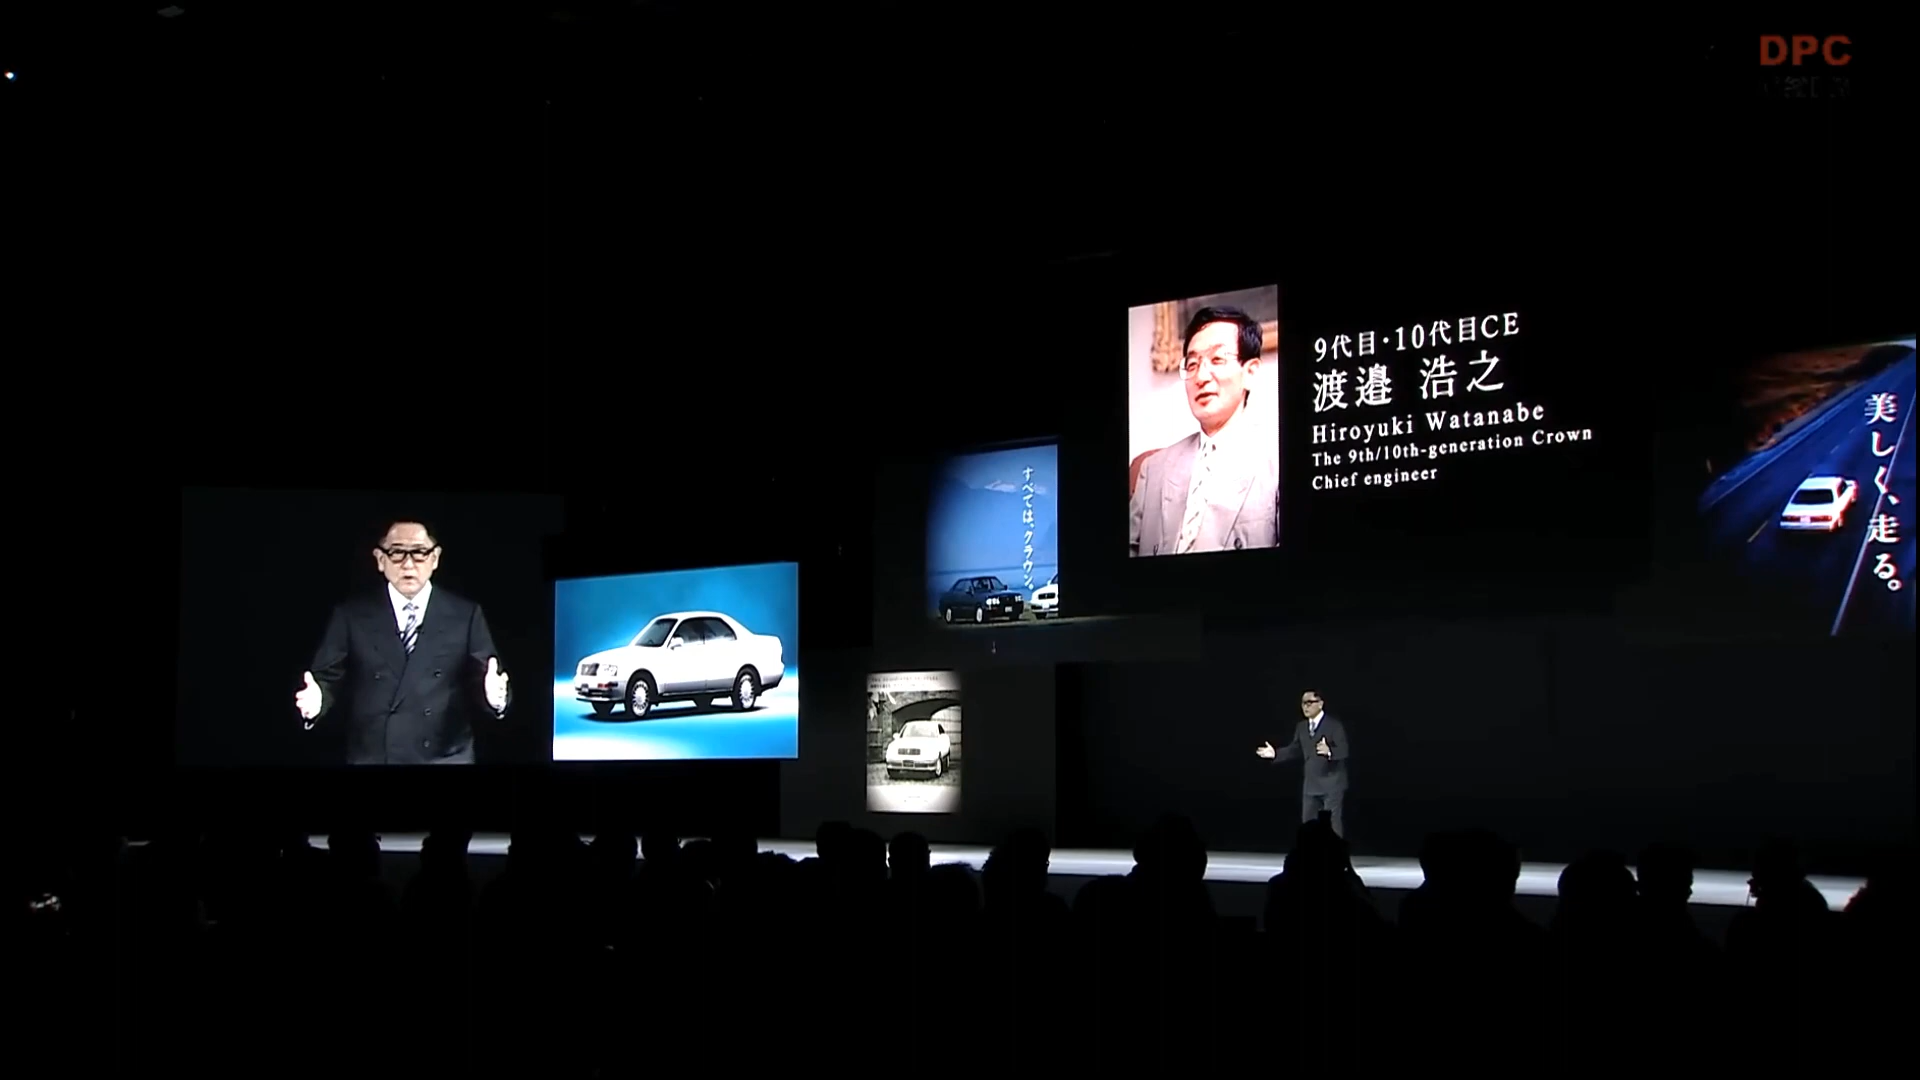 DPC
9代目・10代目CE
渡邉 浩之
Hiroyuki Watanabe
The 9th/10th-generation Crown
Chief engineer
すべては、クラウン。
美しく、走る。